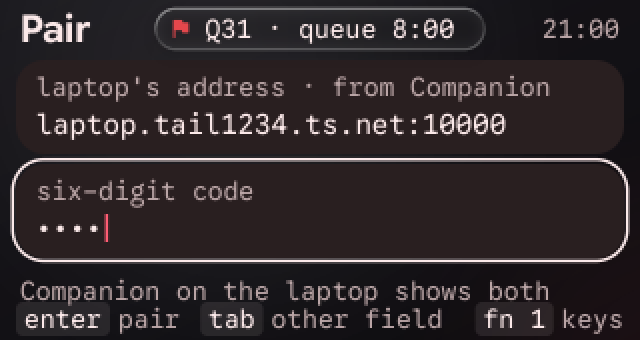 Pair Q31 · queue 8:00 21:00
laptop's address · from Companion
laptop.tail1234.ts.net:10000
six-digit code
••••
Companion on the laptop shows both
enter pair tab other field fn 1 keys